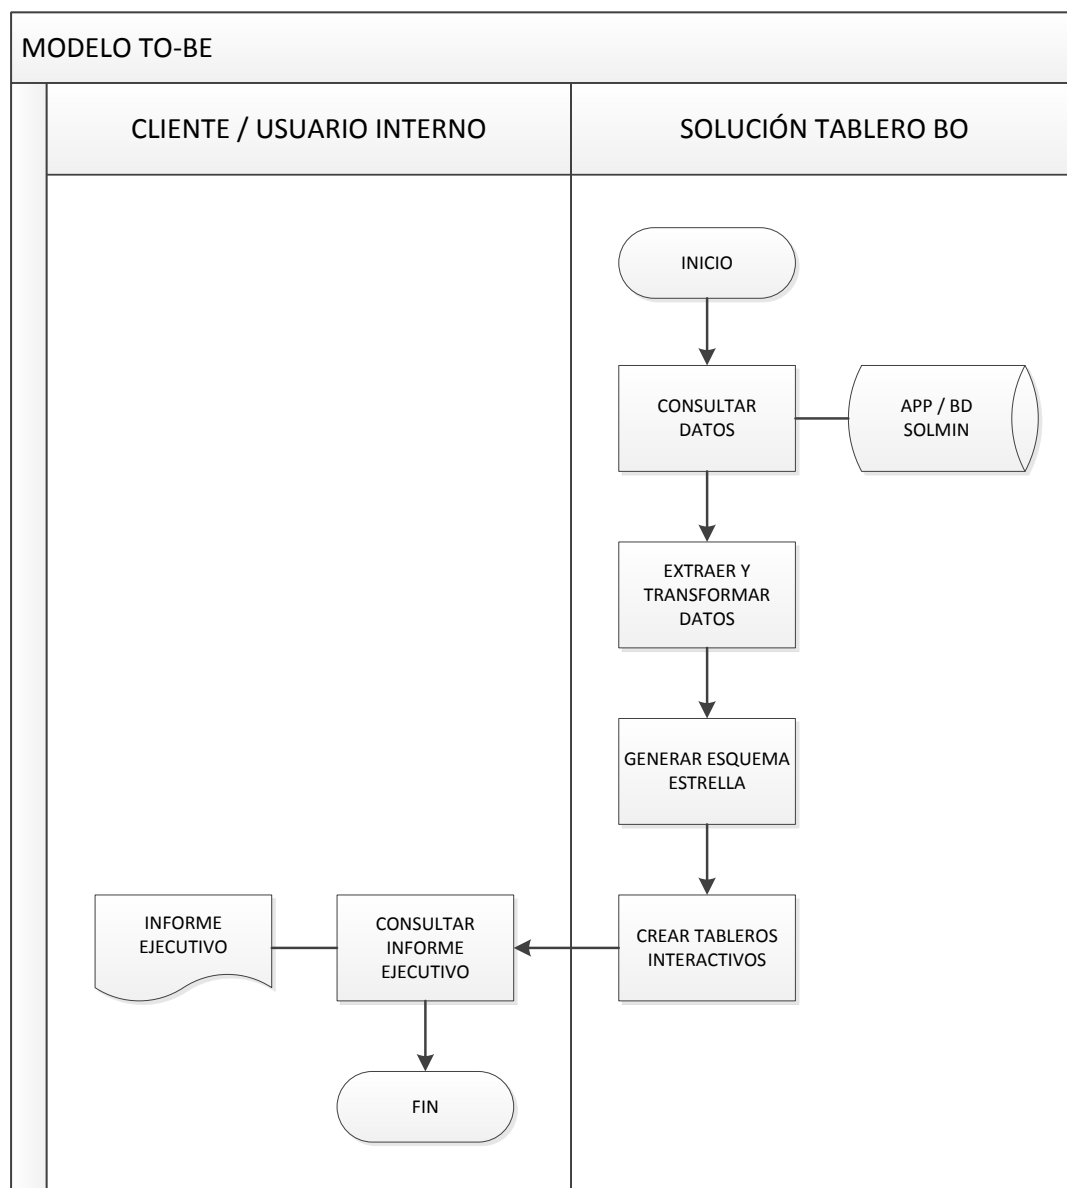 MODELO TO-BE
CLIENTE / USUARIO INTERNO
SOLUCIÓN TABLERO BO
INICIO
CONSULTAR
DATOS
APP / BD
SOLMIN
EXTRAER Y
TRANSFORMAR
DATOS
GENERAR ESQUEMA
ESTRELLA
CREAR TABLEROS
INTERACTIVOS
CONSULTAR
INFORME
EJECUTIVO
INFORME
EJECUTIVO
FIN